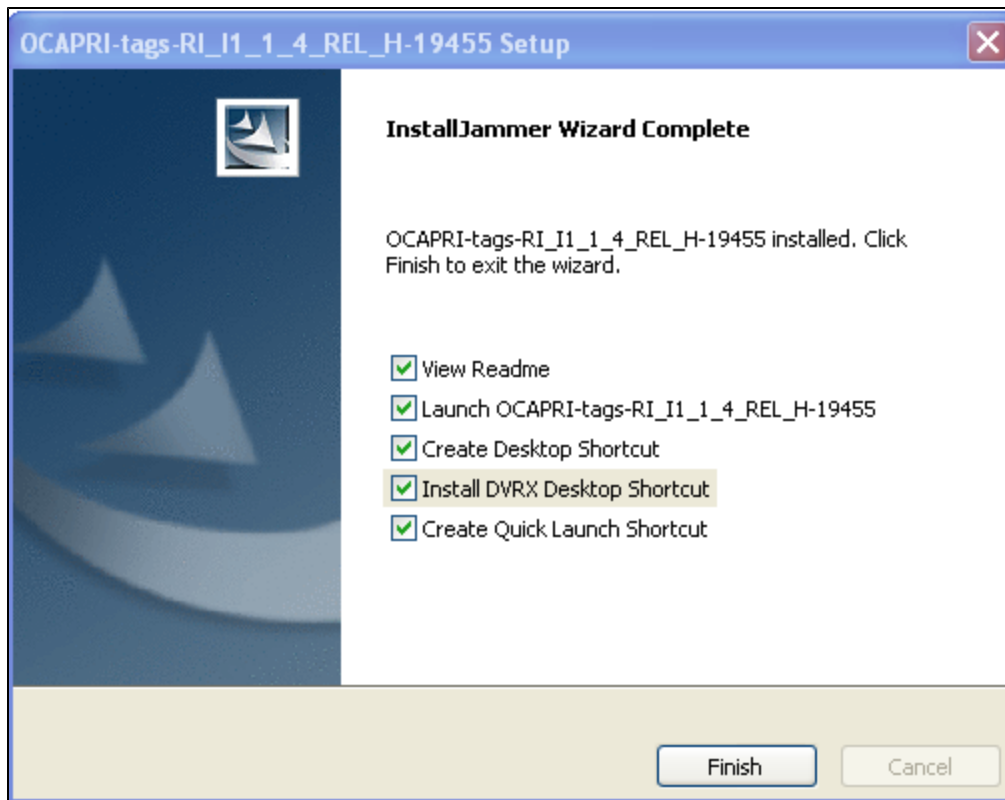 OCAPRI-tags-RI_I1_1_4_REL_H-19455 Setup
InstallJammer Wizard Complete
OCAPRI-tags-RI_I1_1_4_REL_H-19455 installed. Click
Finish to exit the wizard.
View Readme
Launch OCAPRI-tags-RI_I1_1_4_REL_H-19455
Create Desktop Shortcut
Install DVRX Desktop Shortcut
Create Quick Launch Shortcut
Finish
Cancel